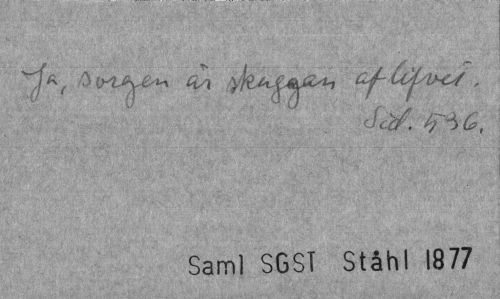 Ja, sorgen är skuggan af lifvet.
Sid. 536.
Saml SGST Ståhl 1877